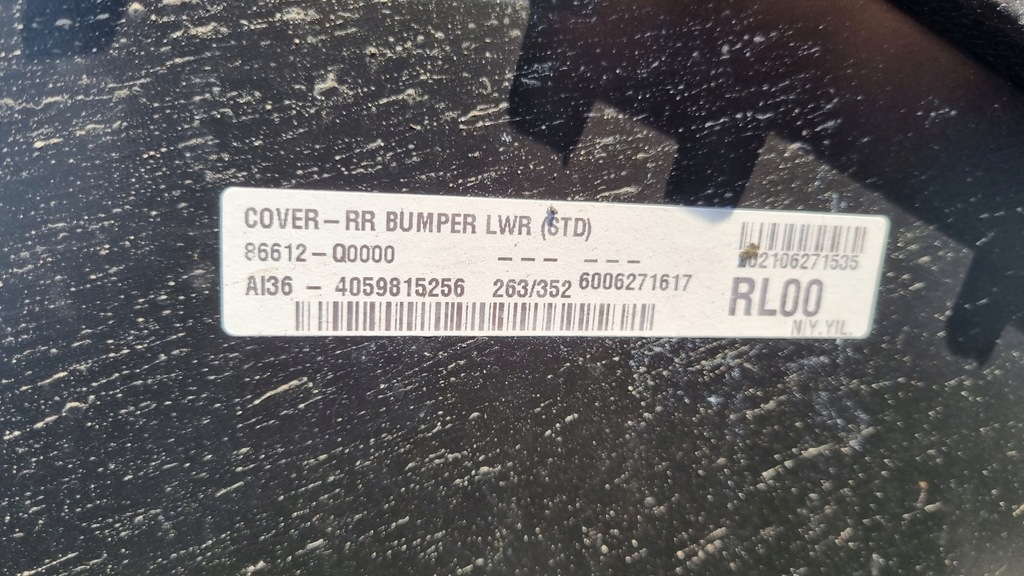 COVER-RR BUMPER LWR (STD)
86612-Q0000 --- ---
AI36 - 4059815256 263/352 6006271617
202106271535
RL00
N.Y.YIL.